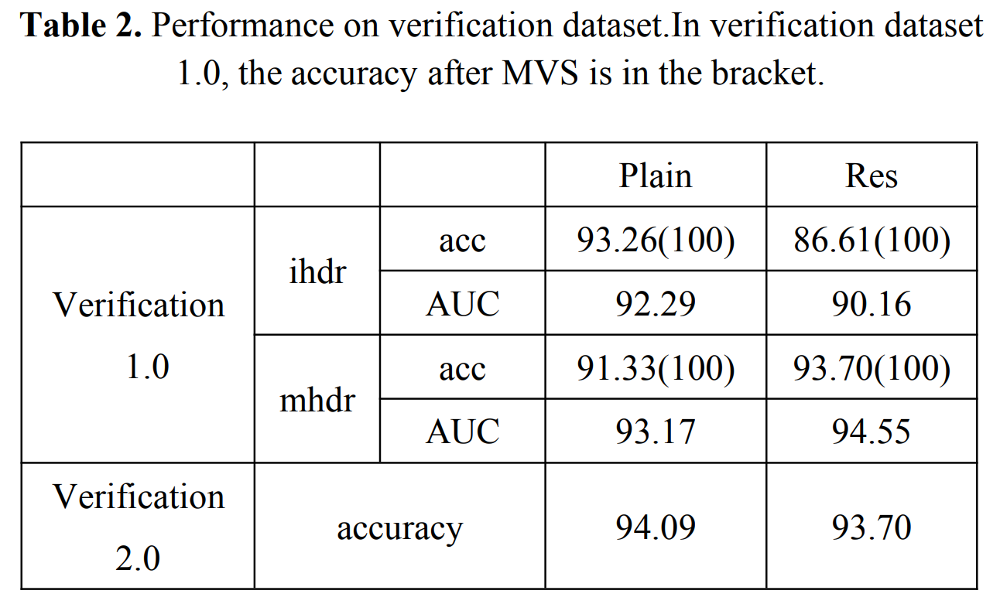 Table 2. Performance on verification dataset.In verification dataset
1.0, the accuracy after MVS is in the bracket.
Plain Res
Verification 1.0 ihdr acc 93.26(100) 86.61(100)
AUC 92.29 90.16
mhdr acc 91.33(100) 93.70(100)
AUC 93.17 94.55
Verification 2.0 accuracy 94.09 93.70